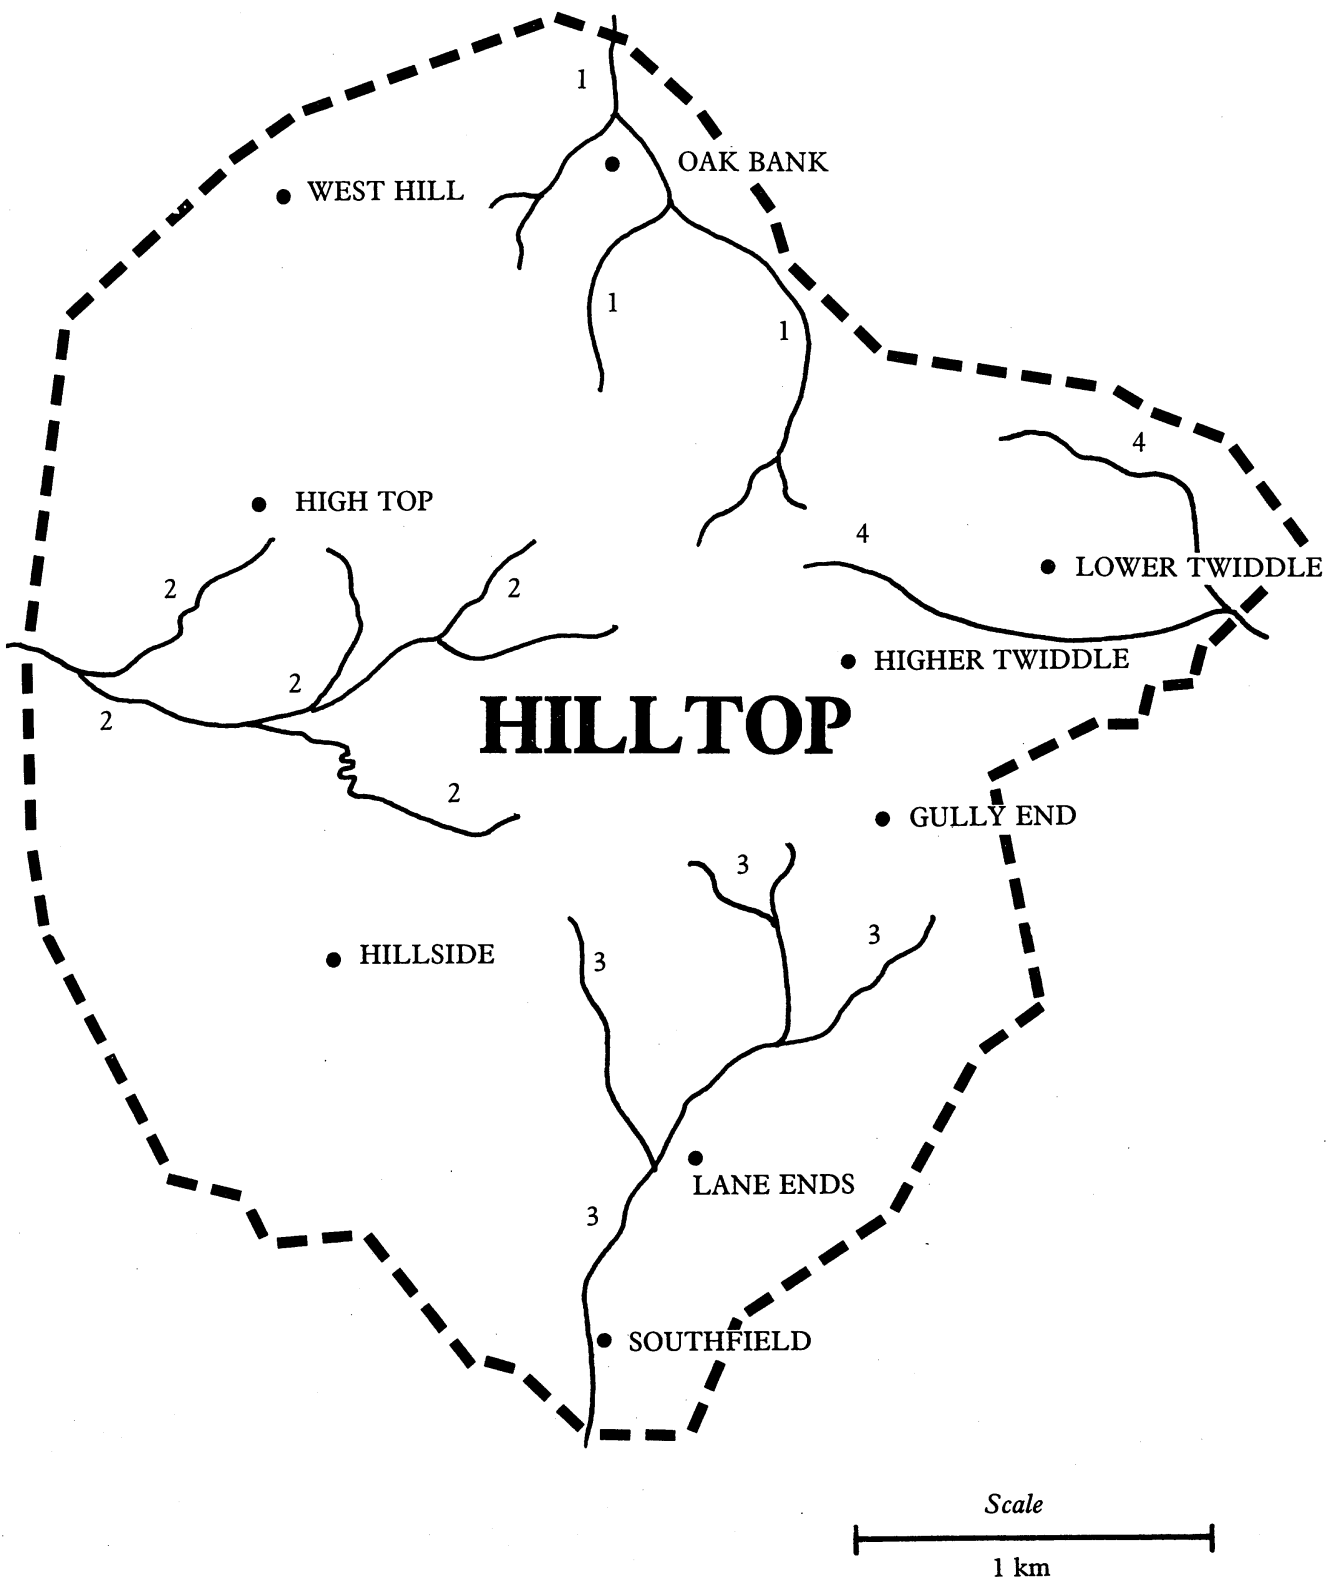 1
OAK BANK
WEST HILL
1
1
4
HIGH TOP
4
LOWER TWIDDLE
2
2
HIGHER TWIDDLE
2
2
HILLTOP
2
GULLY END
3
3
HILLSIDE
3
LANE ENDS
3
SOUTHFIELD
Scale
1 km